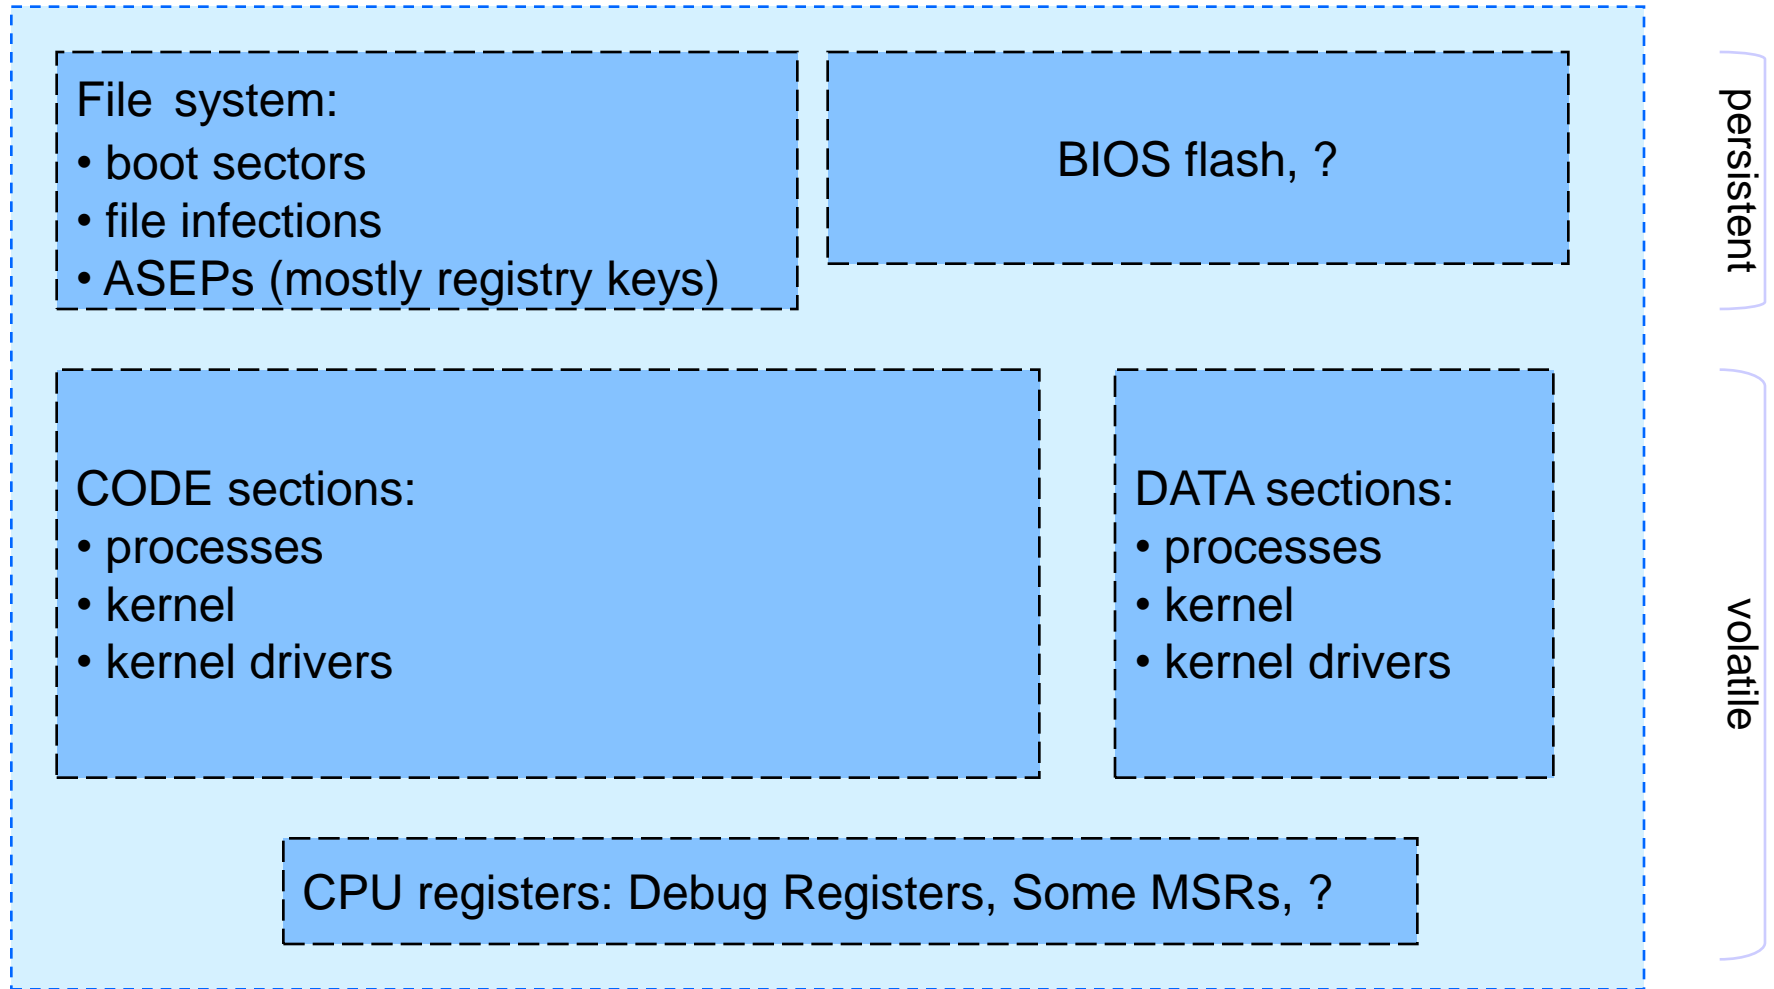 File system:
• boot sectors
• file infections
• ASEPs (mostly registry keys)
BIOS flash, ?
persistent
CODE sections:
• processes
• kernel
• kernel drivers
DATA sections:
• processes
• kernel
• kernel drivers
volatile
CPU registers: Debug Registers, Some MSRs, ?